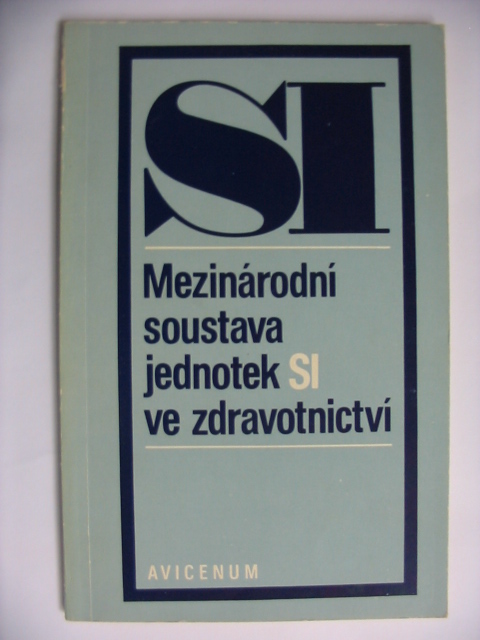 SI
Mezinárodní
soustava
jednotek SI
ve zdravotnictví
AVICENUM